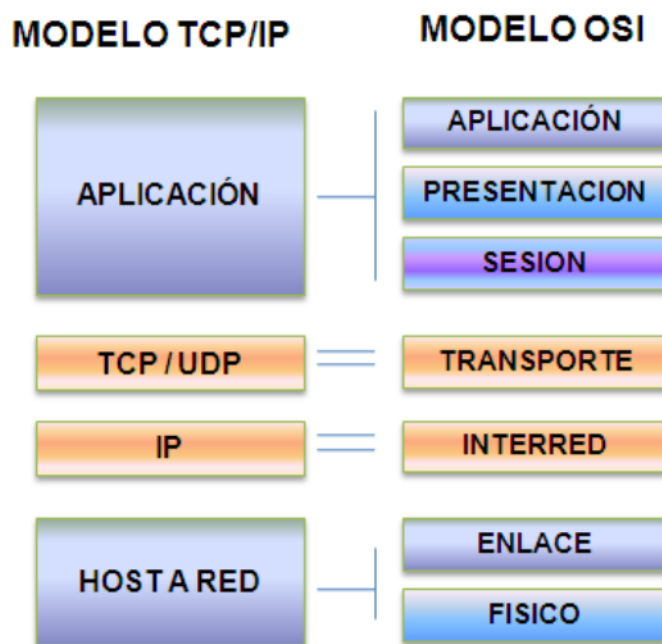 MODELO TCP/IP
MODELO OSI
APLICACIÓN
APLICACIÓN
PRESENTACION
SESION
TCP / UDP
TRANSPORTE
IP
INTERRED
HOST A RED
ENLACE
FISICO